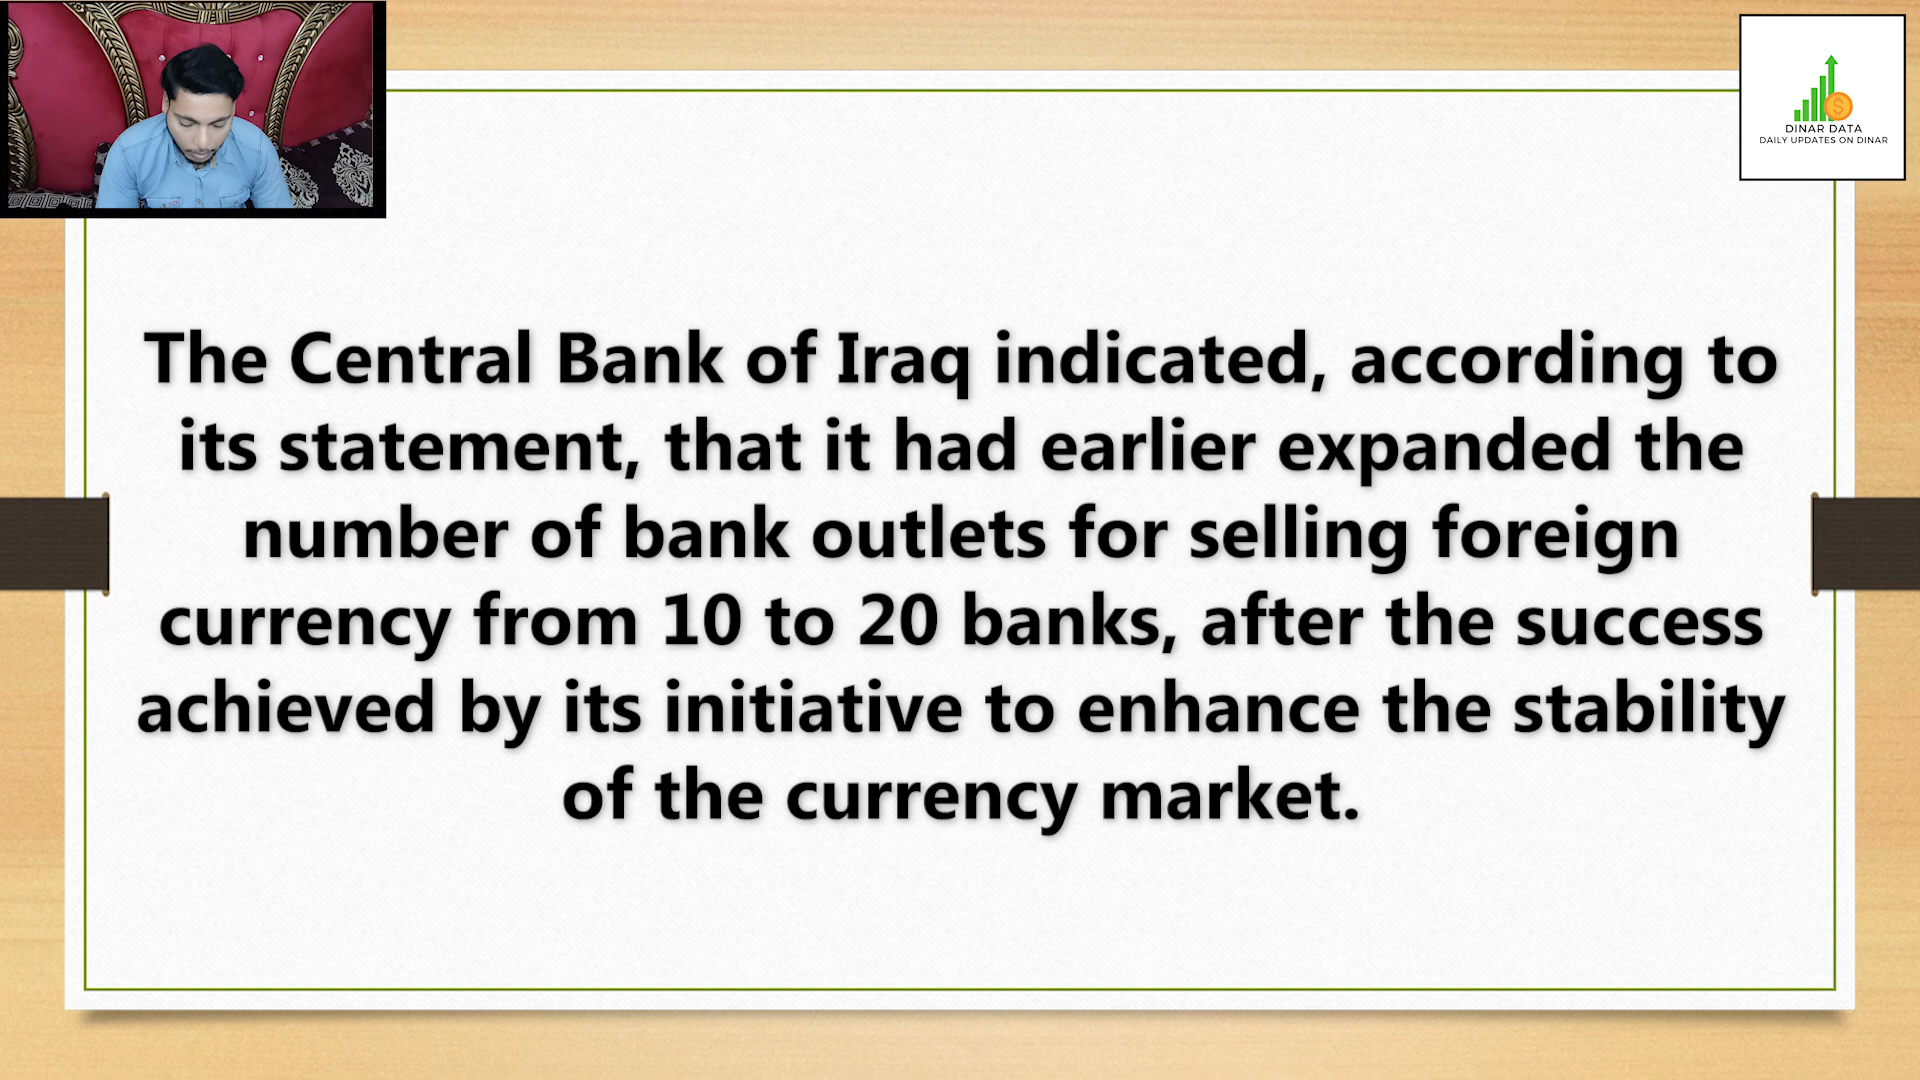 DINAR DATA
DAILY UPDATES ON DINAR
The Central Bank of Iraq indicated, according to
its statement, that it had earlier expanded the
number of bank outlets for selling foreign
currency from 10 to 20 banks, after the success
achieved by its initiative to enhance the stability
of the currency market.